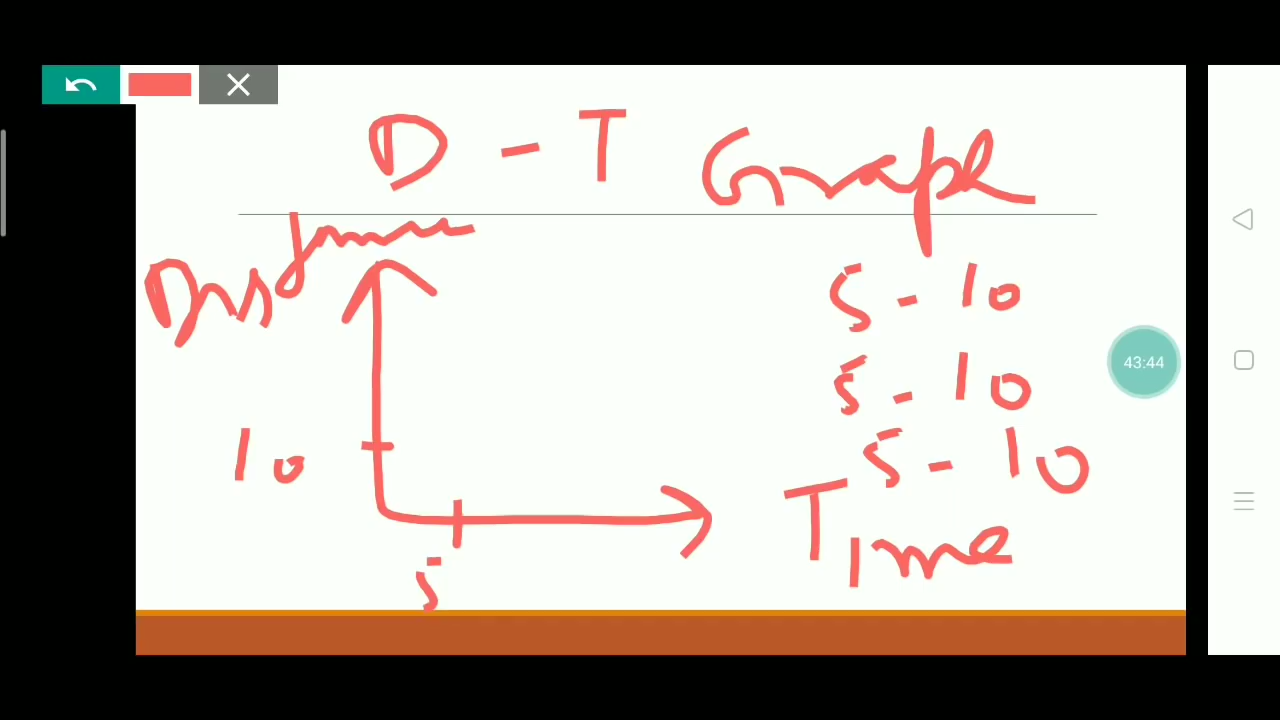 D - T Graph
Distance
5 - 10
5 - 10
43:44
10
5 - 10
Time
5